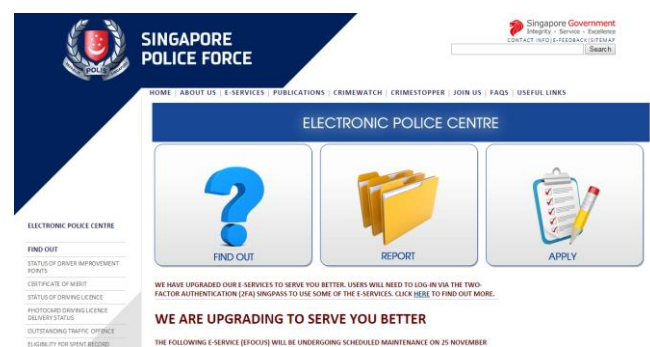 Singapore Government
Integrity · Service · Excellence
CONTACT INFO|E-FEEDBACK|SITEMAP
Search
SINGAPORE
POLICE FORCE
POLIS
HOME | ABOUT US | E-SERVICES | PUBLICATIONS | CRIMEWATCH | CRIMESTOPPER | JOIN US | FAQS | USEFUL LINKS
ELECTRONIC POLICE CENTRE
FIND OUT
REPORT
APPLY
ELECTRONIC POLICE CENTRE
FIND OUT
STATUS OF DRIVER IMPROVEMENT
POINTS
CERTIFICATE OF MERIT
STATUS OF DRIVING LICENCE
PHOTOCARD DRIVING LICENCE
DELIVERY STATUS
OUTSTANDING TRAFFIC OFFENCE
ELIGIBILITY FOR SPENT RECORD
WE HAVE UPGRADED OUR E-SERVICES TO SERVE YOU BETTER. USERS WILL NEED TO LOG-IN VIA THE TWO-
FACTOR AUTHENTICATION (2FA) SINGPASS TO USE SOME OF THE E-SERVICES. CLICK HERE TO FIND OUT MORE.
WE ARE UPGRADING TO SERVE YOU BETTER
THE FOLLOWING E-SERVICE (EFOCUS) WILL BE UNDERGOING SCHEDULED MAINTENANCE ON 25 NOVEMBER